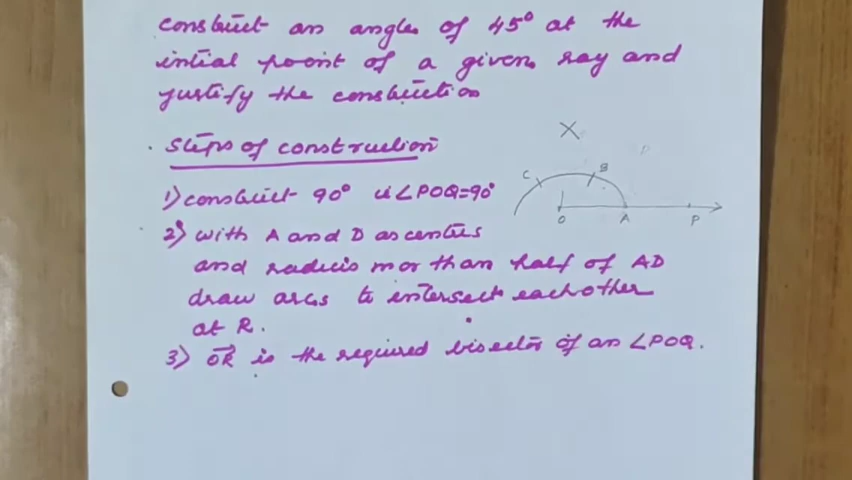 construct an angle of 45° at the
initial point of a given ray and
justify the construction
Steps of construction
1) construct 90° ie ∠POQ=90°
2) with A and D as centres
and radius mor than half of AD
draw arcs to intersect each other
at R.
3) OR is the required bisector of an ∠POQ.
C B
O A P